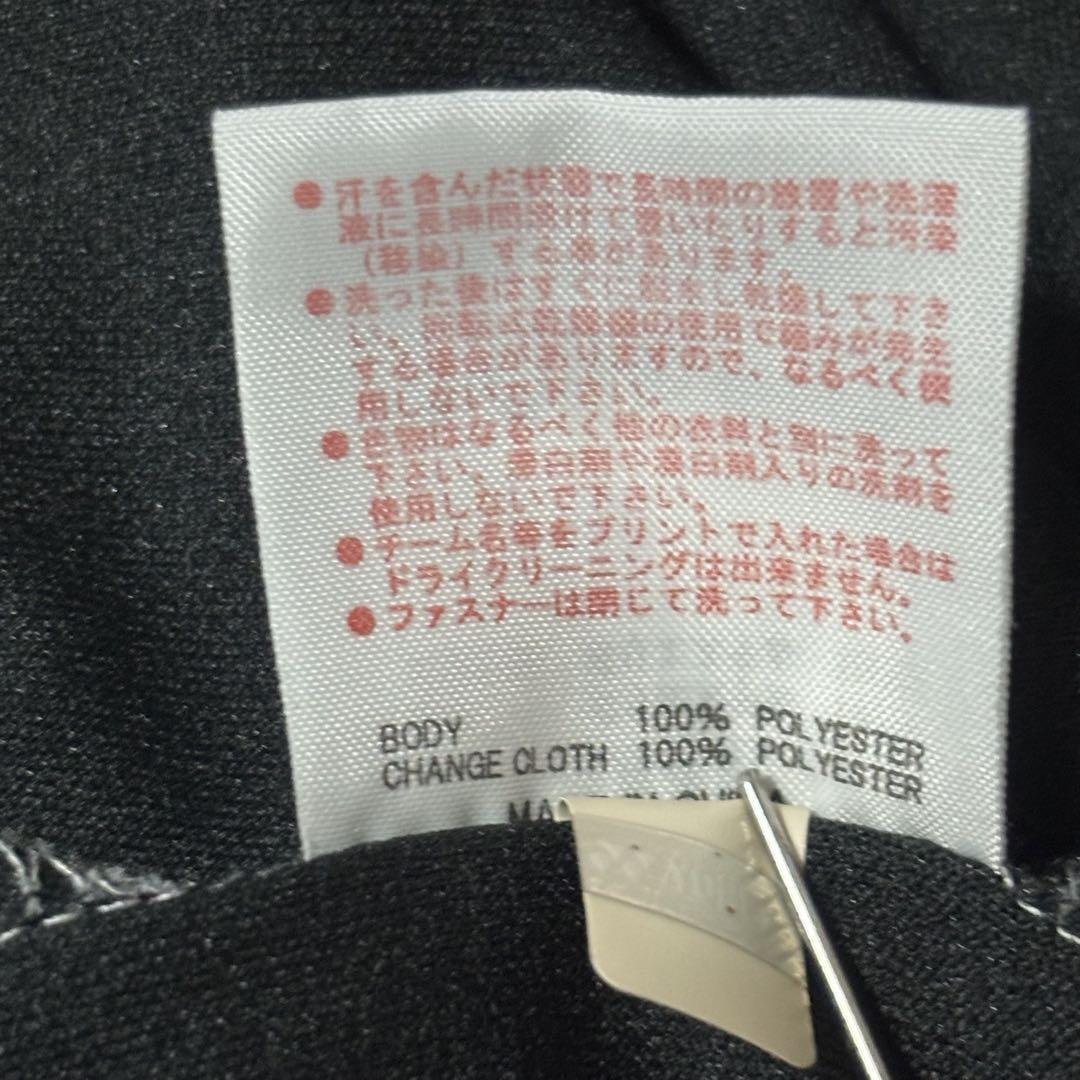 ●汗を含んだ状態で長時間の放置や洗濯
液に長時間漬けて置いたりすると汚染
(移染)する事があります。
●洗った後はすぐに脱水し乾燥して下さ
い。回転式乾燥機の使用で縮みが発生
する場合がありますので、なるべく使
用しないで下さい。
●色物はなるべく他の衣料と別に洗って
下さい。蛍白剤や漂白剤入りの洗剤を
使用しないで下さい。
●チーム名等をプリントで入れた場合は
ドライクリーニングは出来ません。
●ファスナーは閉じて洗って下さい。
BODY 100% POLYESTER
CHANGE CLOTH 100% POLYESTER